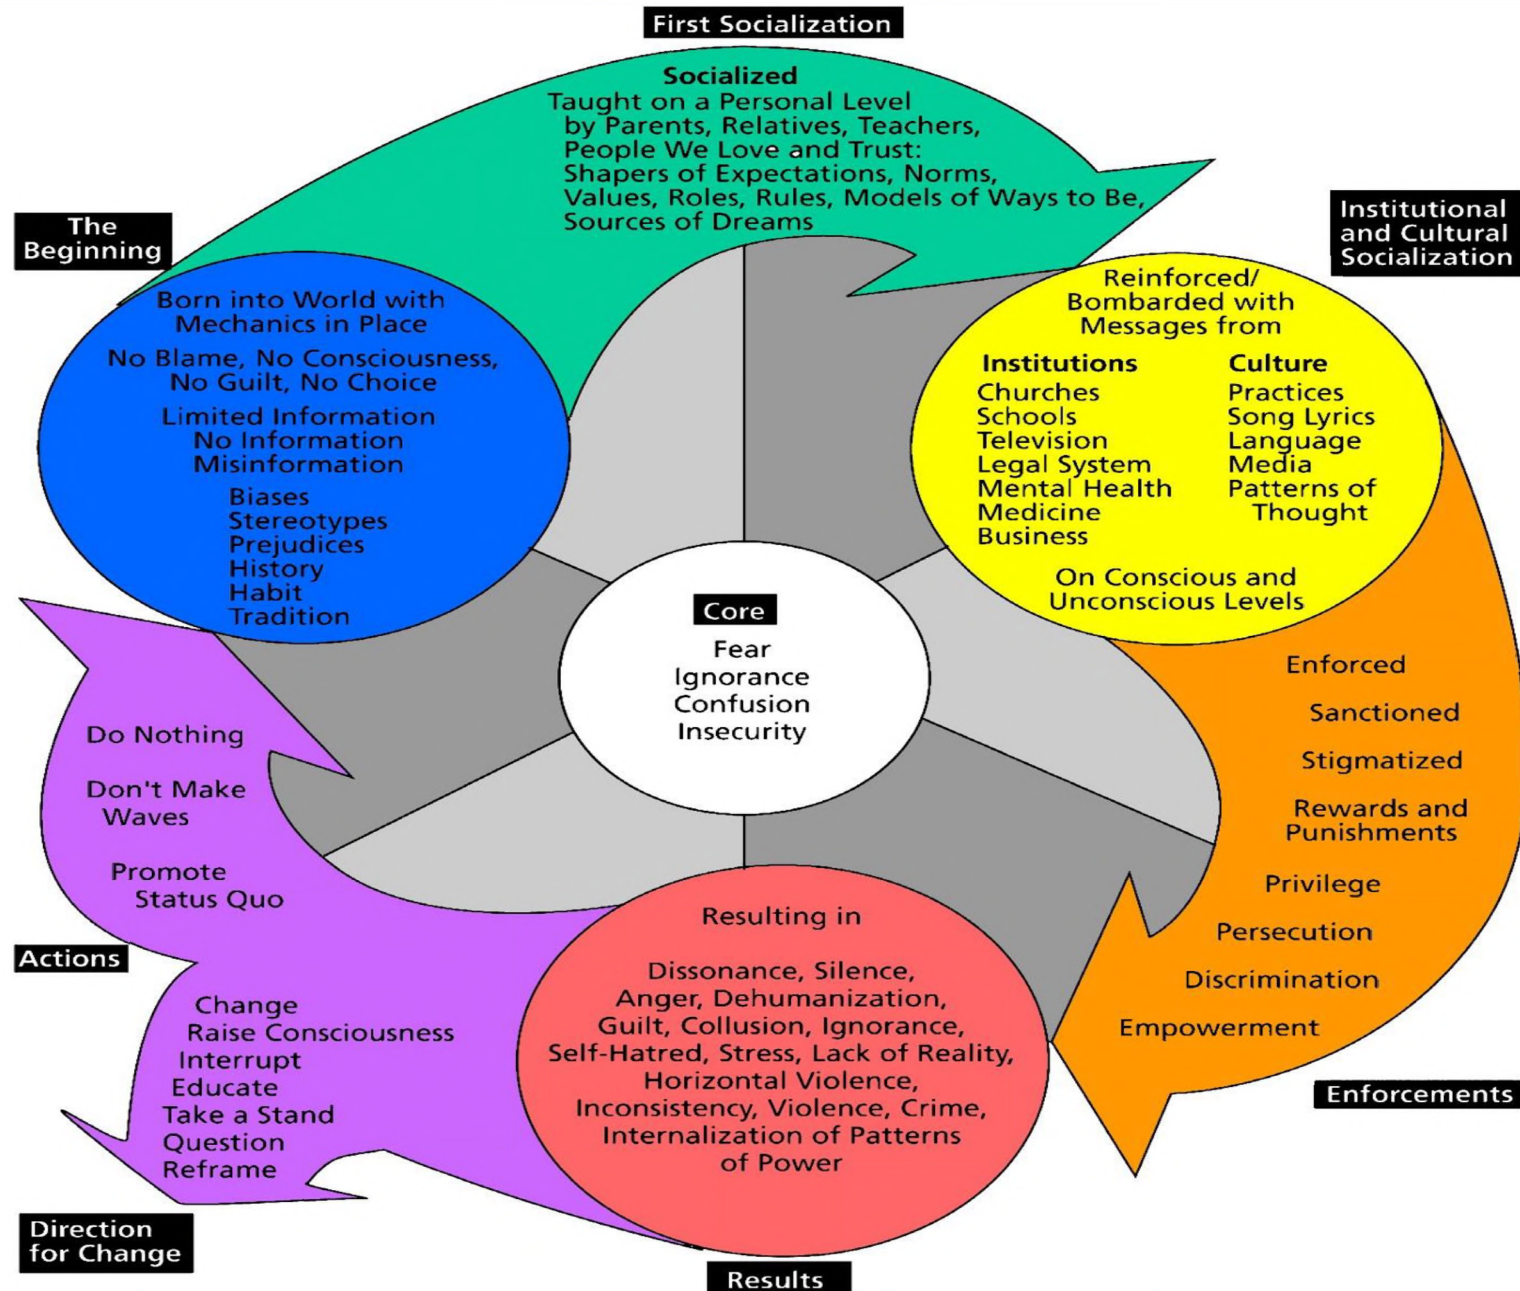 First Socialization
Socialized
Taught on a Personal Level
by Parents, Relatives, Teachers,
People We Love and Trust:
Shapers of Expectations, Norms,
Values, Roles, Rules, Models of Ways to Be,
Sources of Dreams
The
Beginning
Born into World with
Mechanics in Place
No Blame, No Consciousness,
No Guilt, No Choice
Limited Information
No Information
Misinformation
Biases
Stereotypes
Prejudices
History
Habit
Tradition
Institutional
and Cultural
Socialization
Reinforced/
Bombarded with
Messages from
Institutions
Churches
Schools
Television
Legal System
Mental Health
Medicine
Business
Culture
Practices
Song Lyrics
Language
Media
Patterns of
Thought
On Conscious and
Unconscious Levels
Core
Fear
Ignorance
Confusion
Insecurity
Enforced
Sanctioned
Stigmatized
Rewards and
Punishments
Privilege
Persecution
Discrimination
Empowerment
Enforcements
Resulting in
Dissonance, Silence,
Anger, Dehumanization,
Guilt, Collusion, Ignorance,
Self-Hatred, Stress, Lack of Reality,
Horizontal Violence,
Inconsistency, Violence, Crime,
Internalization of Patterns
of Power
Results
Do Nothing
Don't Make
Waves
Promote
Status Quo
Actions
Change
Raise Consciousness
Interrupt
Educate
Take a Stand
Question
Reframe
Direction
for Change